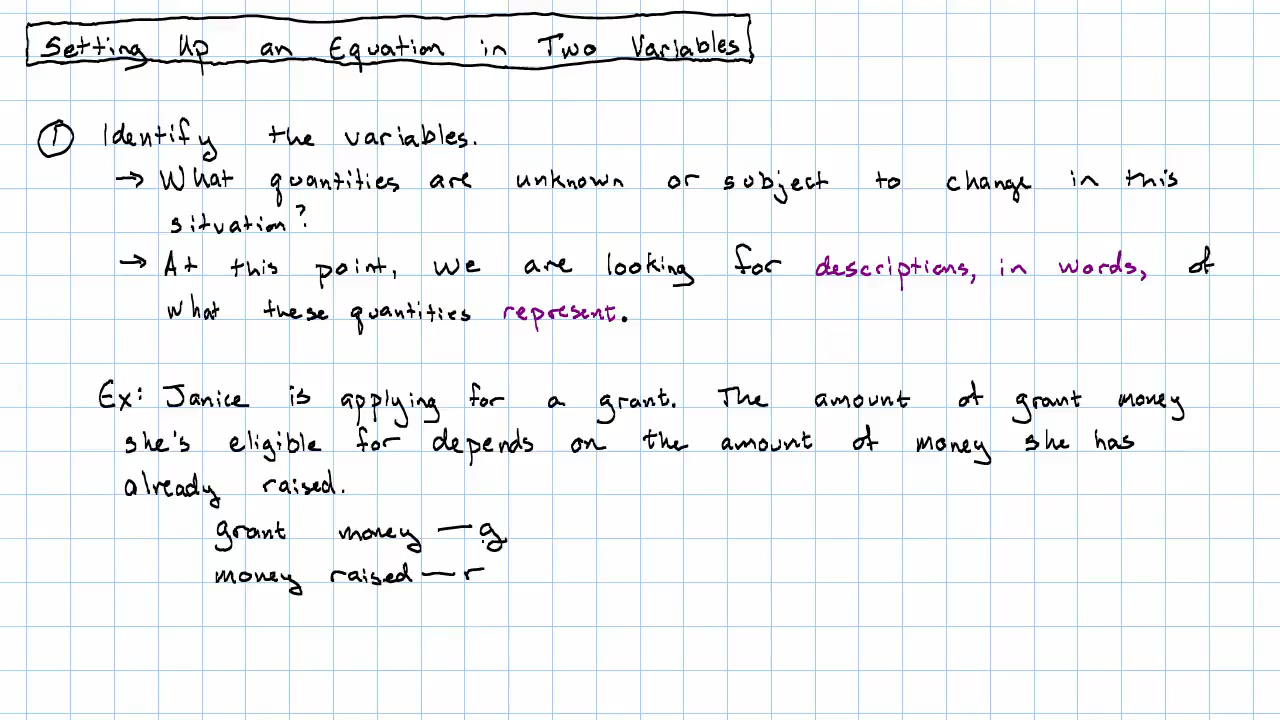 Setting Up an Equation in Two Variables
① Identify the variables.
→ What quantities are unknown or subject to change in this
situation?
→ At this point, we are looking for descriptions, in words, of
what these quantities represent.
Ex: Janice is applying for a grant. The amount of grant money
she's eligible for depends on the amount of money she has
already raised.
grant money — g
money raised — r